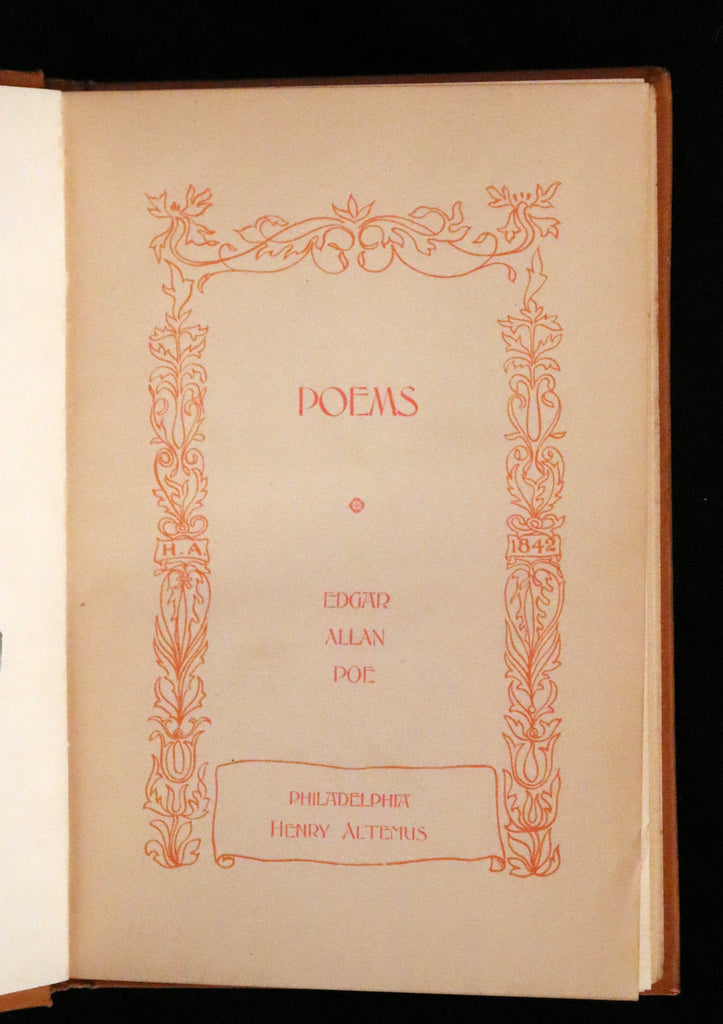 POEMS
H.A
1842
EDGAR
ALLAN
POE
PHILADELPHIA
HENRY ALTEMUS